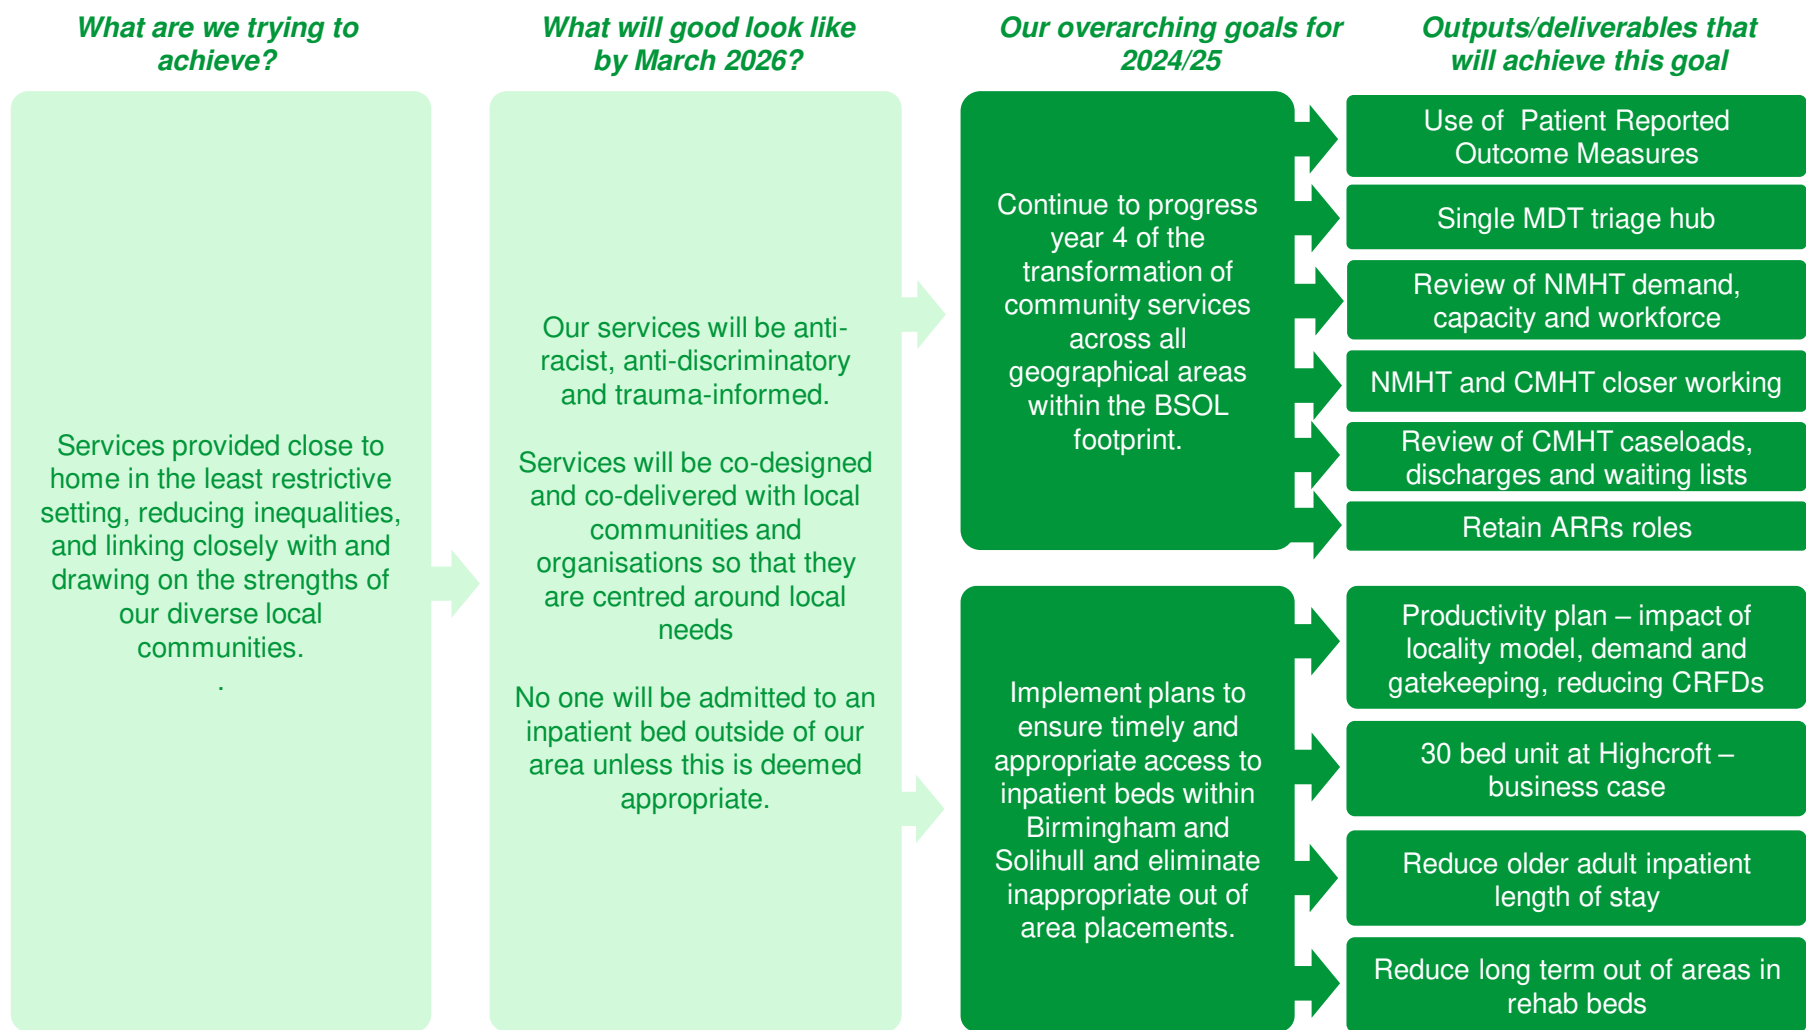 What are we trying to
achieve?
Services provided close to
home in the least restrictive
setting, reducing inequalities,
and linking closely with and
drawing on the strengths of
our diverse local
communities.
.
What will good look like
by March 2026?
Our services will be anti-
racist, anti-discriminatory
and trauma-informed.
Services will be co-designed
and co-delivered with local
communities and
organisations so that they
are centred around local
needs
No one will be admitted to an
inpatient bed outside of our
area unless this is deemed
appropriate.
Our overarching goals for
2024/25
Continue to progress
year 4 of the
transformation of
community services
across all
geographical areas
within the BSOL
footprint.
Implement plans to
ensure timely and
appropriate access to
inpatient beds within
Birmingham and
Solihull and eliminate
inappropriate out of
area placements.
Outputs/deliverables that
will achieve this goal
Use of  Patient Reported
Outcome Measures
Single MDT triage hub
Review of NMHT demand,
capacity and workforce
NMHT and CMHT closer working
Review of CMHT caseloads,
discharges and waiting lists
Retain ARRs roles
Productivity plan – impact of
locality model, demand and
gatekeeping, reducing CRFDs
30 bed unit at Highcroft –
business case
Reduce older adult inpatient
length of stay
Reduce long term out of areas in
rehab beds